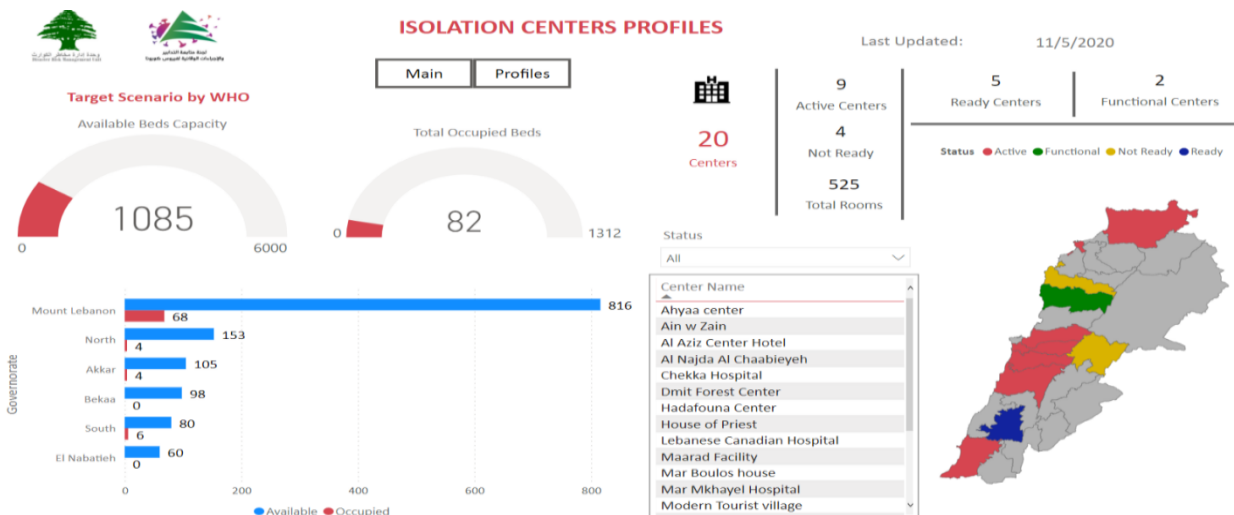 ISOLATION CENTERS PROFILES
Last Updated: 11/5/2020
Main
Profiles
Target Scenario by WHO
Available Beds Capacity
1085
0
6000
Total Occupied Beds
82
0
1312
20
Centers
9
Active Centers
4
Not Ready
525
Total Rooms
5
Ready Centers
2
Functional Centers
Status Active Functional Not Ready Ready
Governorate
Mount Lebanon
816
68
North
153
4
Akkar
105
4
Bekaa
98
0
South
80
6
El Nabatieh
60
0
0 200 400 600 800
Available Occupied
Status
All
Center Name
Ahyaa center
Ain w Zain
Al Aziz Center Hotel
Al Najda Al Chaabieyeh
Chekka Hospital
Dmit Forest Center
Hadafouna Center
House of Priest
Lebanese Canadian Hospital
Maarad Facility
Mar Boulos house
Mar Mkhayel Hospital
Modern Tourist village